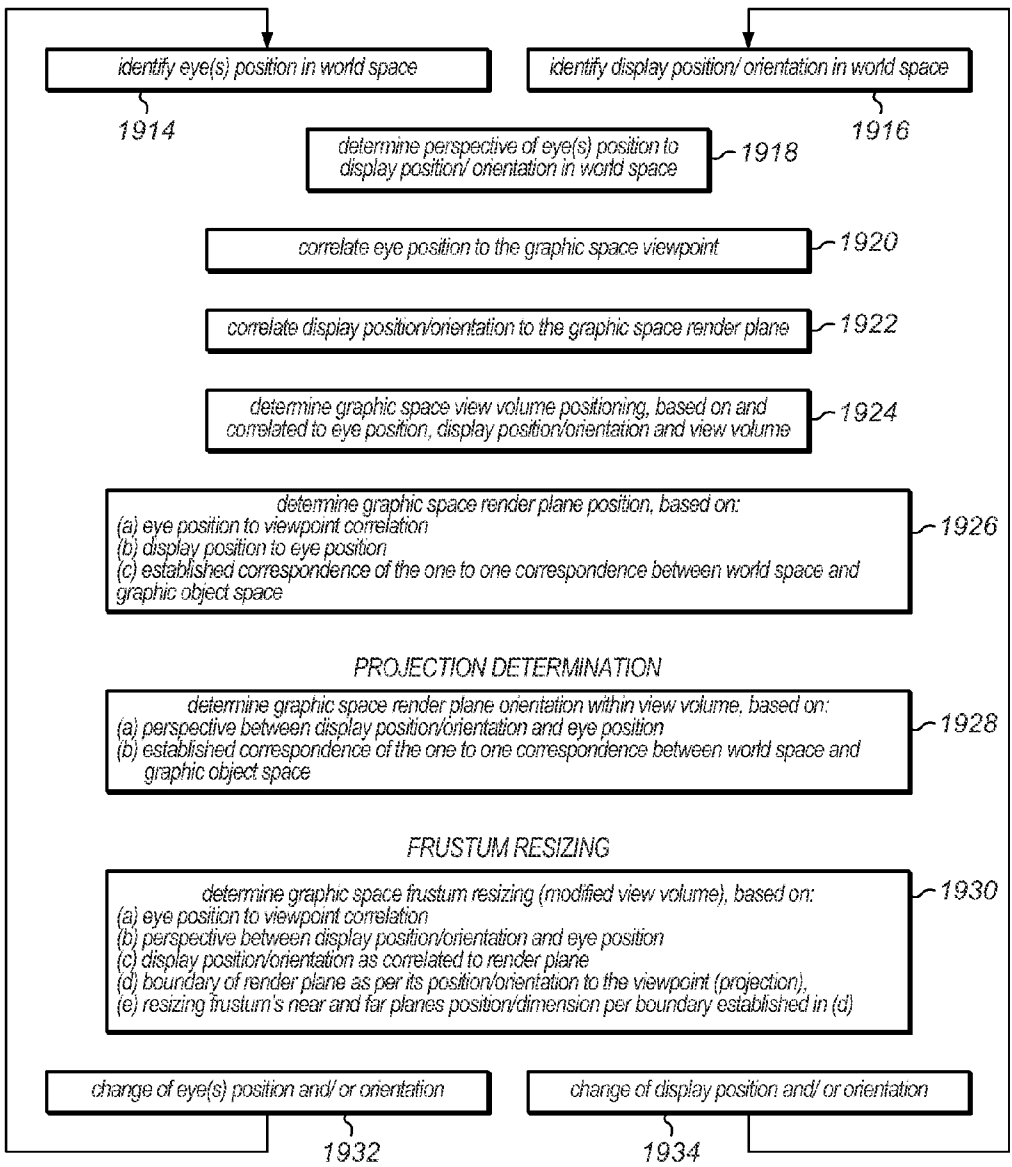 identify eye(s) position in world space
identify display position/ orientation in world space
1914
1916
determine perspective of eye(s) position to
display position/ orientation in world space
1918
correlate eye position to the graphic space viewpoint
1920
correlate display position/orientation to the graphic space render plane
1922
determine graphic space view volume positioning, based on and
correlated to eye position, display position/orientation and view volume
1924
determine graphic space render plane position, based on:
(a) eye position to viewpoint correlation
(b) display position to eye position
(c) established correspondence of the one to one correspondence between world space and
graphic object space
1926
PROJECTION DETERMINATION
determine graphic space render plane orientation within view volume, based on:
(a) perspective between display position/orientation and eye position
(b) established correspondence of the one to one correspondence between world space and
graphic object space
1928
FRUSTUM RESIZING
determine graphic space frustum resizing (modified view volume), based on:
(a) eye position to viewpoint correlation
(b) perspective between display position/orientation and eye position
(c) display position/orientation as correlated to render plane
(d) boundary of render plane as per its position/orientation to the viewpoint (projection),
(e) resizing frustum's near and far planes position/dimension per boundary established in (d)
1930
change of eye(s) position and/ or orientation
change of display position and/ or orientation
1932
1934